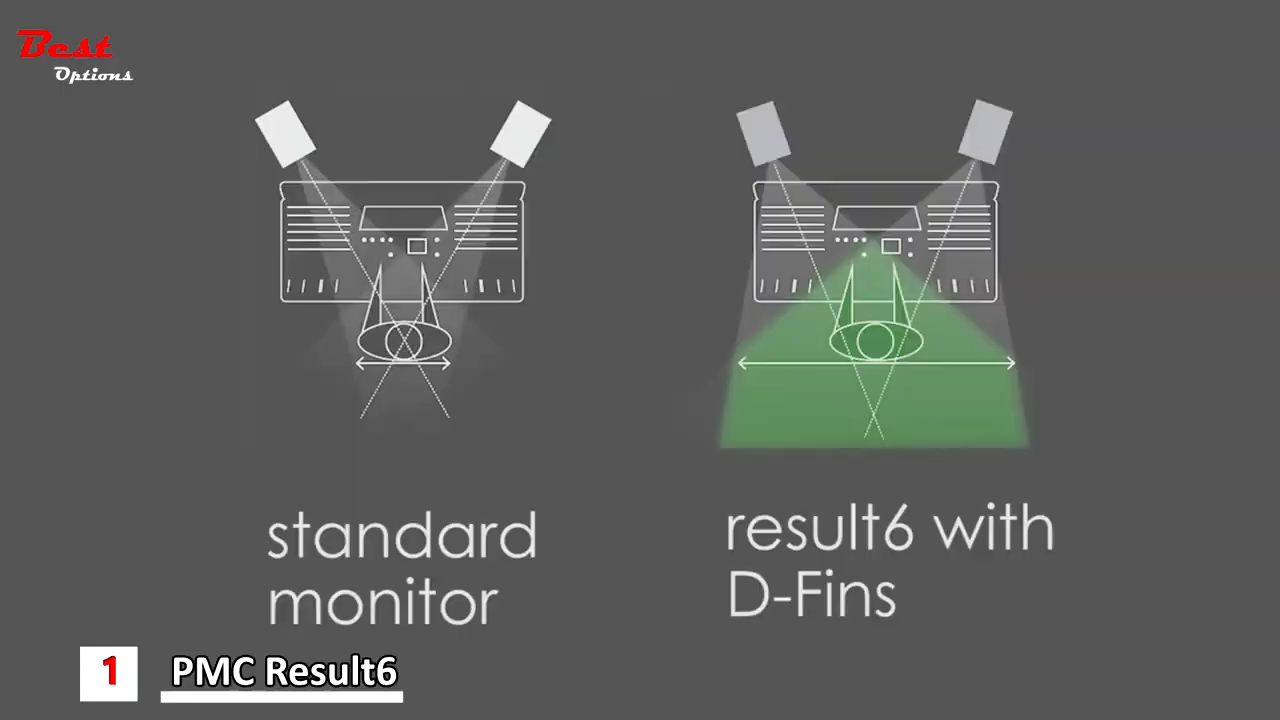 Best
Options
standard
monitor
result6 with
D-Fins
1
PMC Result6